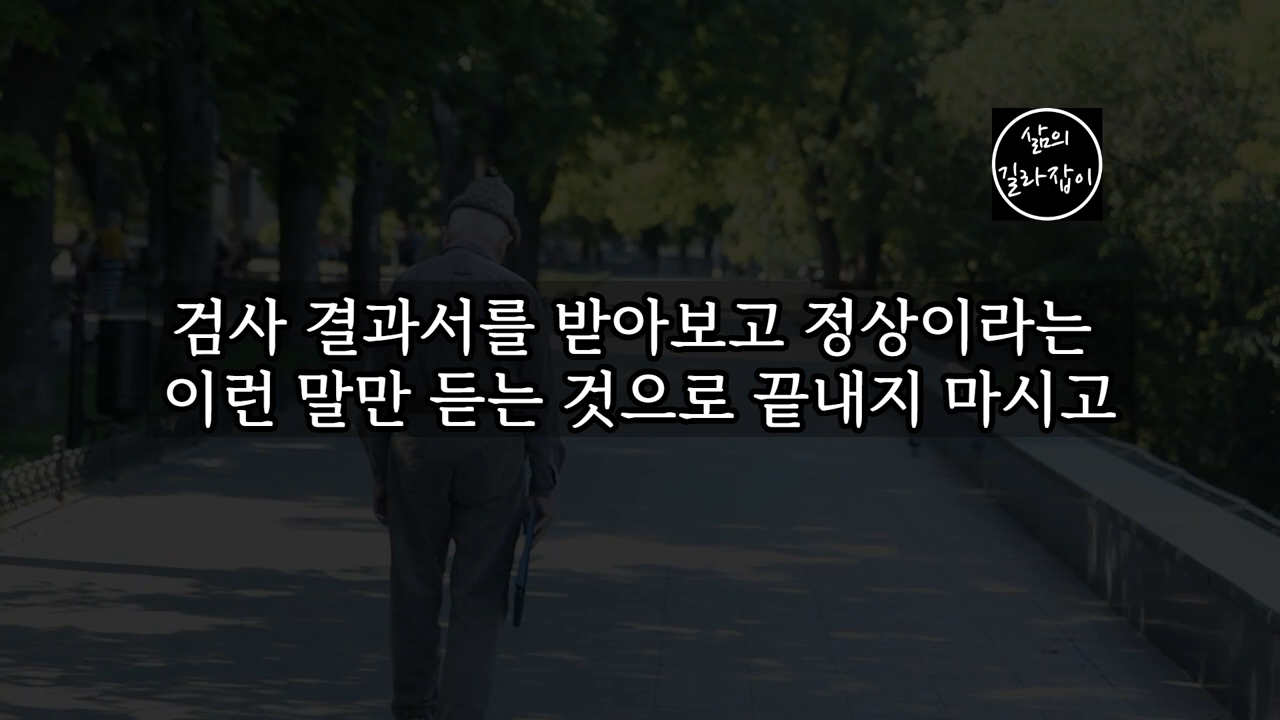 삶의
길라잡이
검사 결과서를 받아보고 정상이라는
이런 말만 듣는 것으로 끝내지 마시고